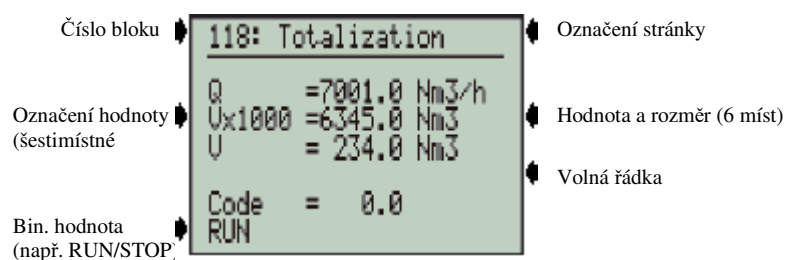 Číslo bloku
118: Totalization
Označení stránky
Q =7001.0 Nm3/h
Označení hodnoty
(šestimístné
Vx1000 =6345.0 Nm3
Hodnota a rozměr (6 míst)
V = 234.0 Nm3
Volná řádka
Code = 0.0
Bin. hodnota
(např. RUN/STOP)
RUN